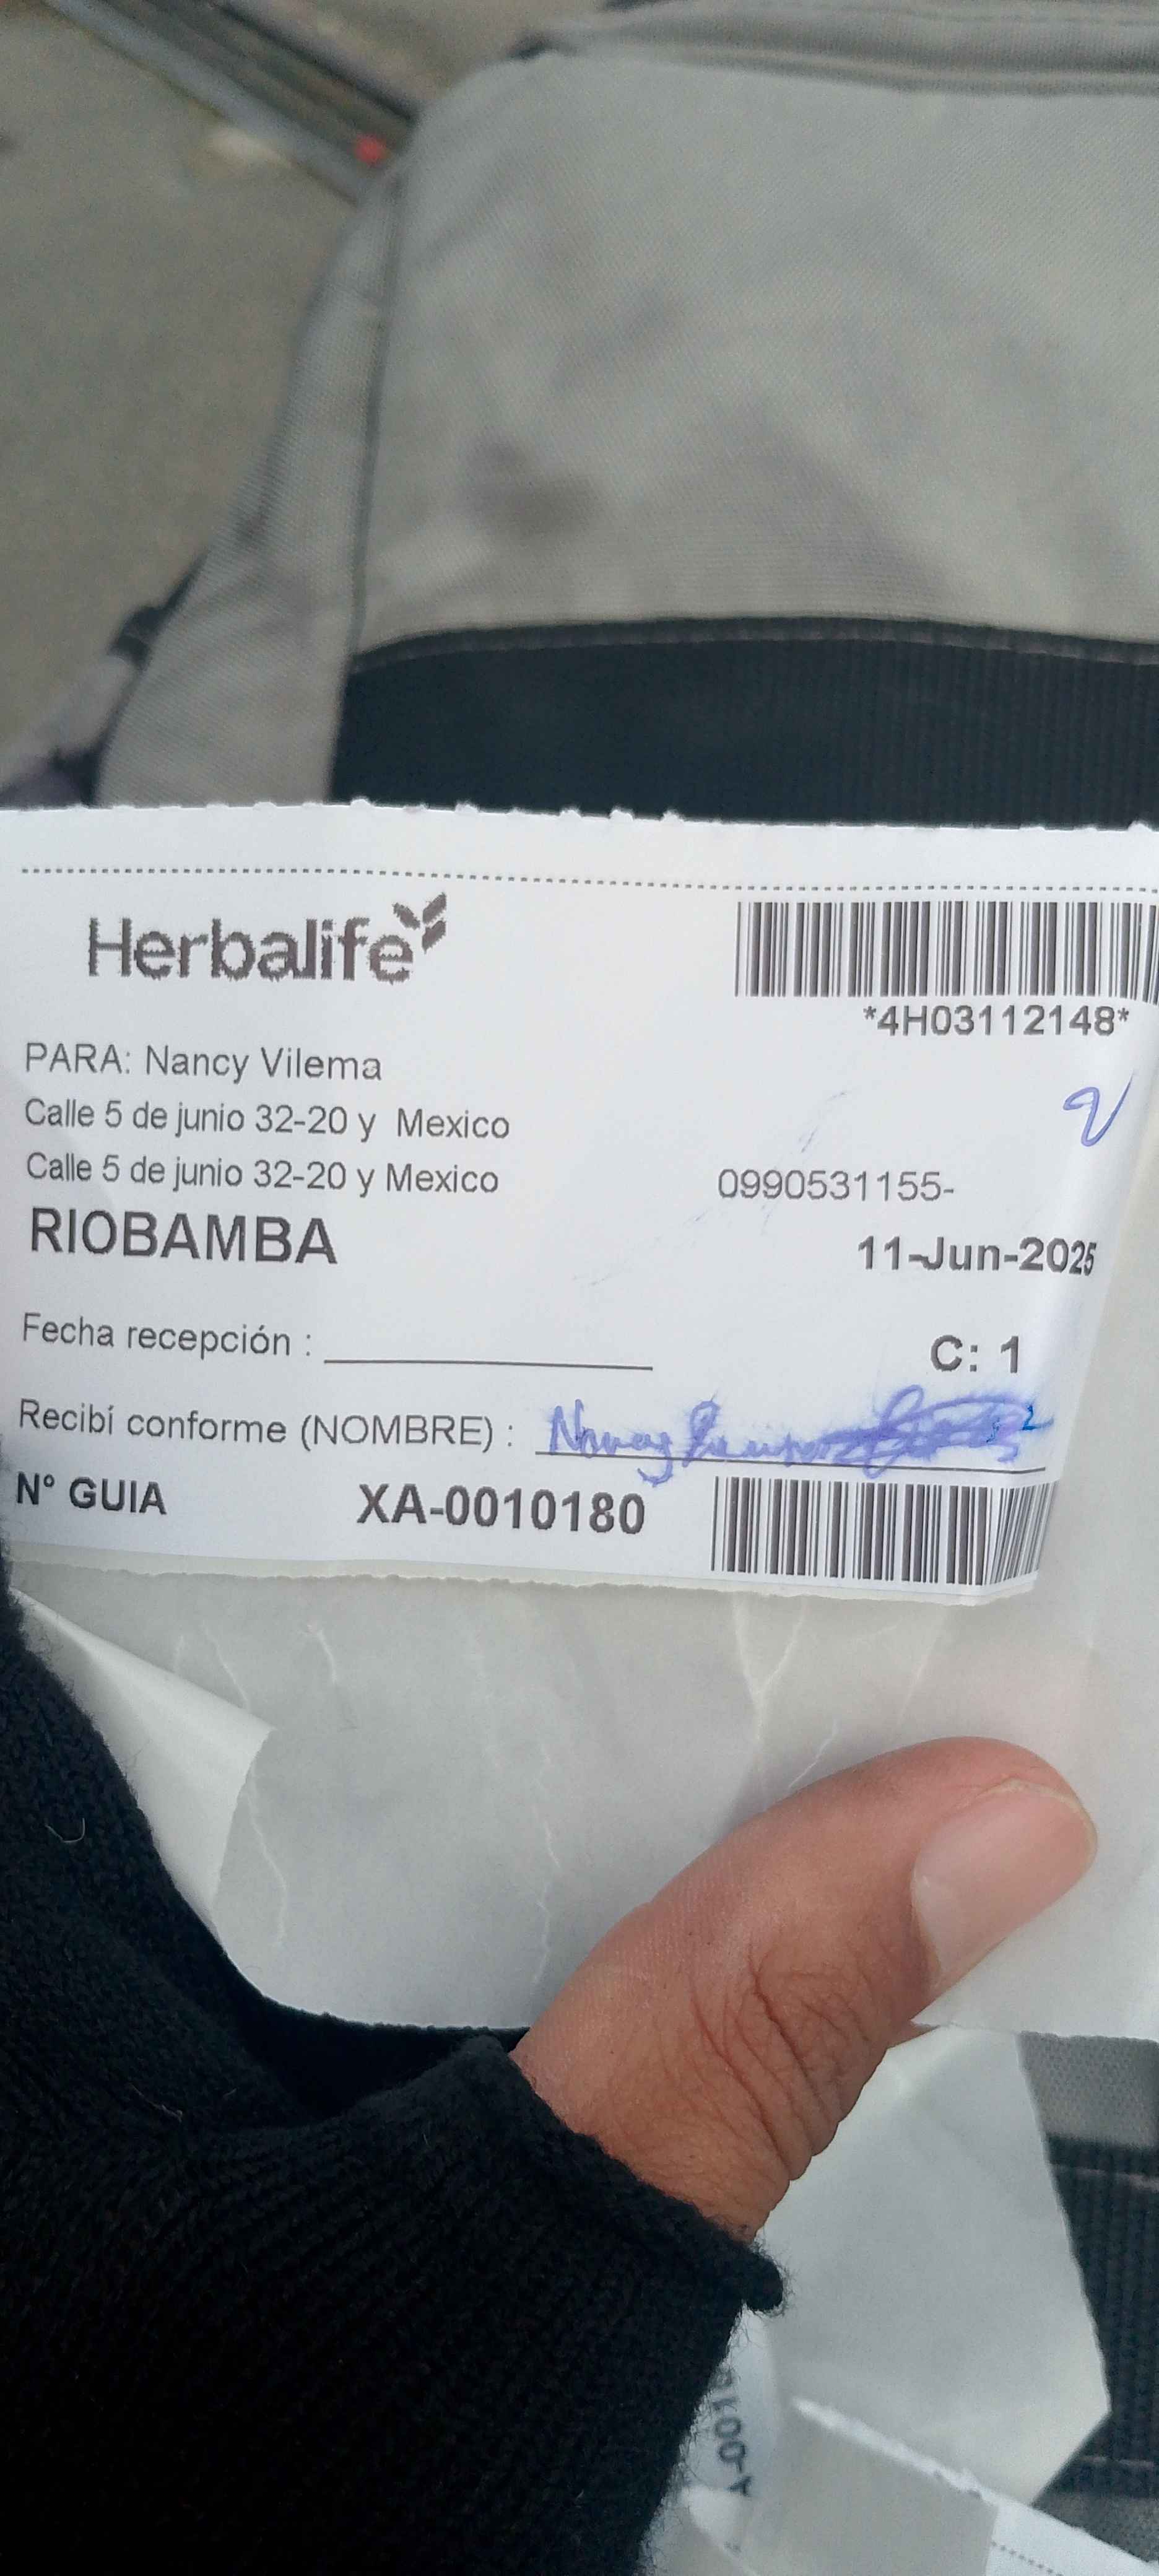 Herbalife
*4H03112148*
PARA: Nancy Vilema
Calle 5 de junio 32-20 y Mexico
Calle 5 de junio 32-20 y Mexico 0990531155-
RIOBAMBA 11-Jun-2025
Fecha recepción :
C: 1
Recibí conforme (NOMBRE) : Nancy
N° GUIA XA-0010180